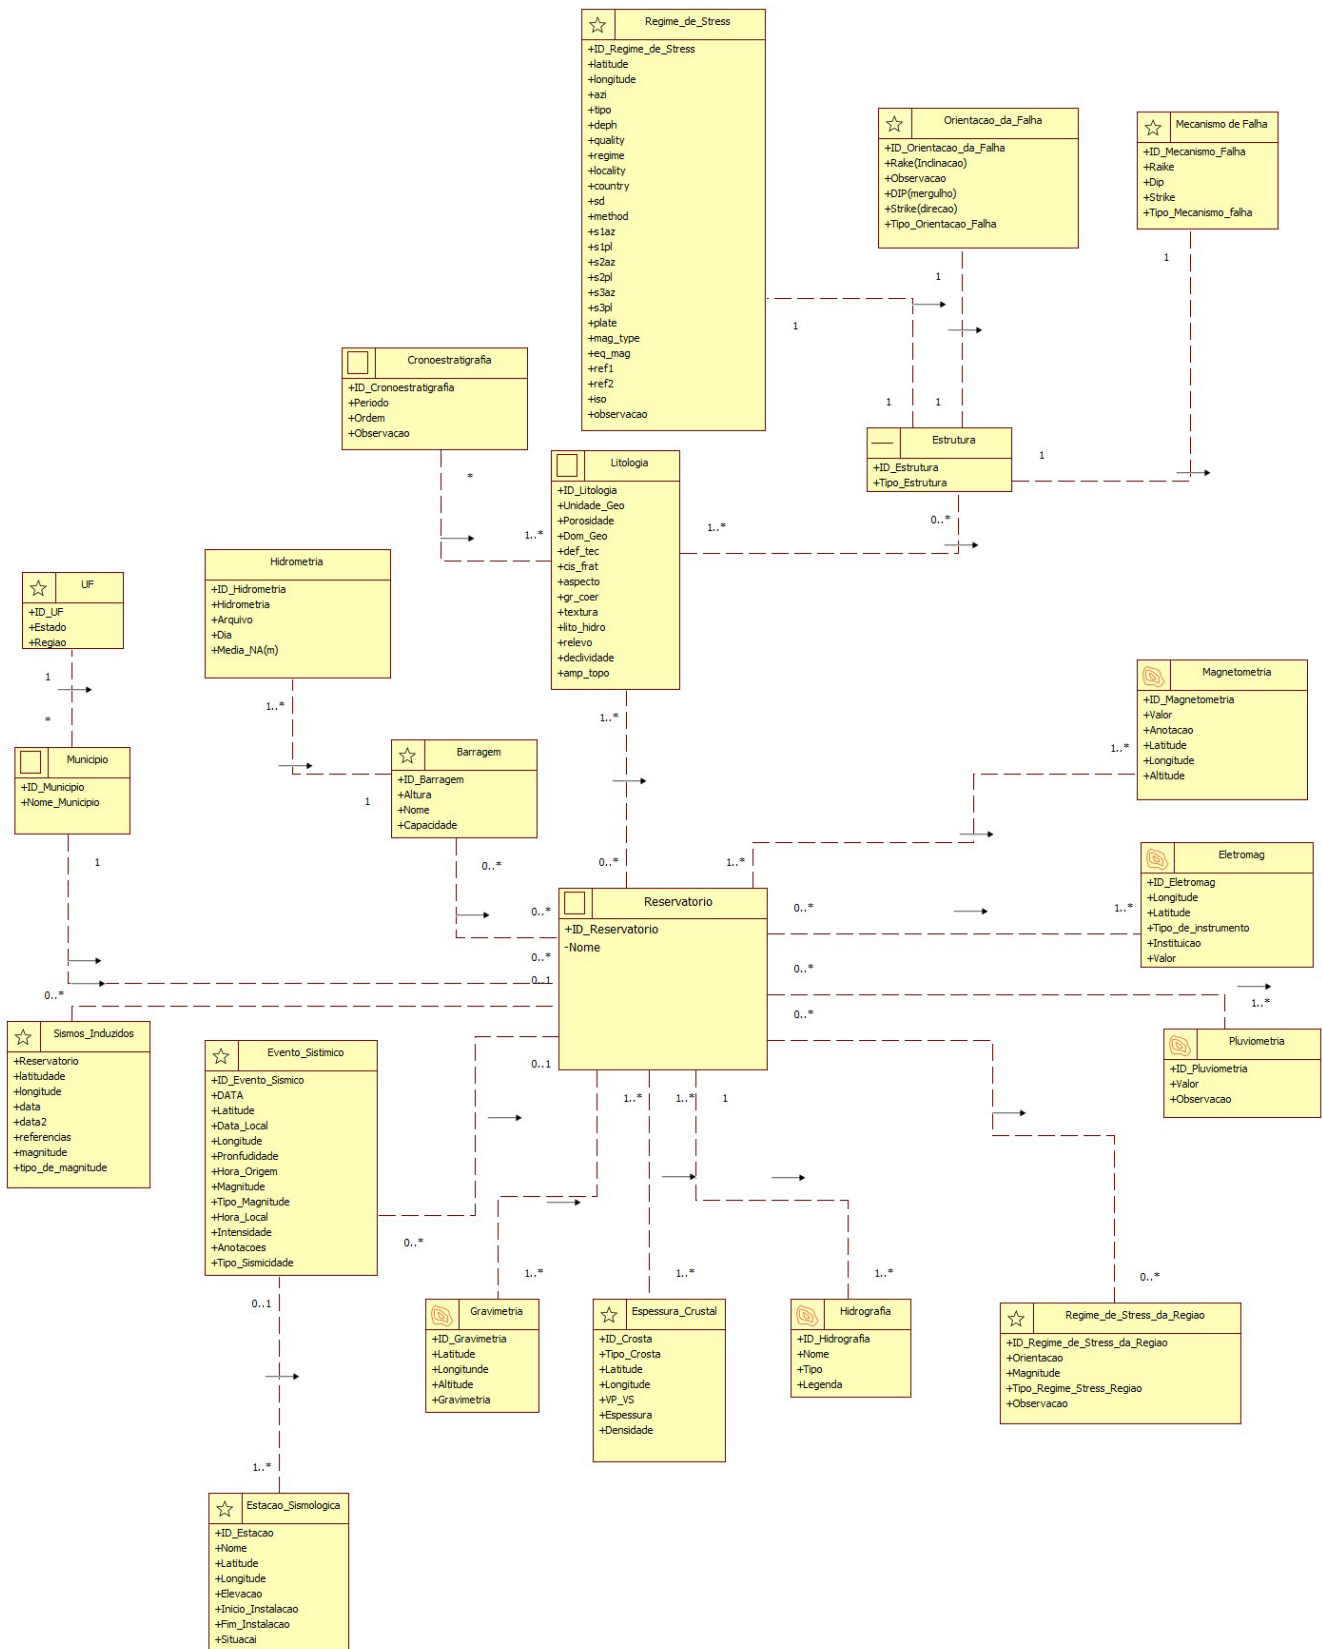 Regime_de_Stress
+ID_Regime_de_Stress
+latitude
+longitude
+azi
+tipo
+deph
+quality
+regime
+locality
+country
+sd
+method
+s1az
+s1pl
+s2az
+s2pl
+s3az
+s3pl
+plate
+mag_type
+eq_mag
+ref1
+ref2
+iso
+observacao
Orientacao_da_Falha
+ID_Orientacao_da_Falha
+Rake(Inclinacao)
+Observacao
+DIP(mergulho)
+Strike(direcao)
+Tipo_Orientacao_Falha
Mecanismo de Falha
+ID_Mecanismo_Falha
+Raike
+Dip
+Strike
+Tipo_Mecanismo_falha
1
1
1
1
1
1
Estrutura
+ID_Estrutura
+Tipo_Estrutura
0..*
1..*
Cronoestratigrafia
+ID_Cronoestratigrafia
+Periodo
+Ordem
+Observacao
*
1..*
Litologia
+ID_Litologia
+Unidade_Geo
+Porosidade
+Dom_Geo
+def_tec
+cis_frat
+aspecto
+gr_coer
+textura
+lito_hidro
+relevo
+declividade
+amp_topo
1..*
0..*
Hidrometria
+ID_Hidrometria
+Hidrometria
+Arquivo
+Dia
+Media_NA(m)
1..*
1
UF
+ID_UF
+Estado
+Regiao
1
*
Municipio
+ID_Municipio
+Nome_Municipio
1
Barragem
+ID_Barragem
+Altura
+Nome
+Capacidade
0..*
0..*
Magnetometria
+ID_Magnetometria
+Valor
+Anotacao
+Latitude
+Longitude
+Altitude
1..*
1..*
Eletromag
+ID_Eletromag
+Longitude
+Latitude
+Tipo_de_instrumento
+Instituicao
+Valor
0..*
1..*
Reservatorio
+ID_Reservatorio
-Nome
0..*
0..1
0..*
0..*
0..*
1..*
0..1
Pluviometria
+ID_Pluviometria
+Valor
+Observacao
Sismos_Induzidos
+Reservatorio
+latitudade
+longitude
+data
+data2
+referencias
+magnitude
+tipo_de_magnitude
Evento_Sistimico
+ID_Evento_Sismico
+DATA
+Latitude
+Data_Local
+Longitude
+Pronfudidade
+Hora_Origem
+Magnitude
+Tipo_Magnitude
+Hora_Local
+Intensidade
+Anotacoes
+Tipo_Sismicidade
0..*
1..*
1..*
1
0..1
1..*
1..*
1..*
1..*
0..*
Gravimetria
+ID_Gravimetria
+Latitude
+Longitunde
+Altitude
+Gravimetria
Espessura_Crustal
+ID_Crosta
+Tipo_Crosta
+Latitude
+Longitude
+VP_VS
+Espessura
+Densidade
Hidrografia
+ID_Hidrografia
+Nome
+Tipo
+Legenda
Regime_de_Stress_da_Regiao
+ID_Regime_de_Stress_da_Regiao
+Orientacao
+Magnitude
+Tipo_Regime_Stress_Regiao
+Observacao
Estacao_Sismologica
+ID_Estacao
+Nome
+Latitude
+Longitude
+Elevacao
+Inicio_Instalacao
+Fim_Instalacao
+Situacai